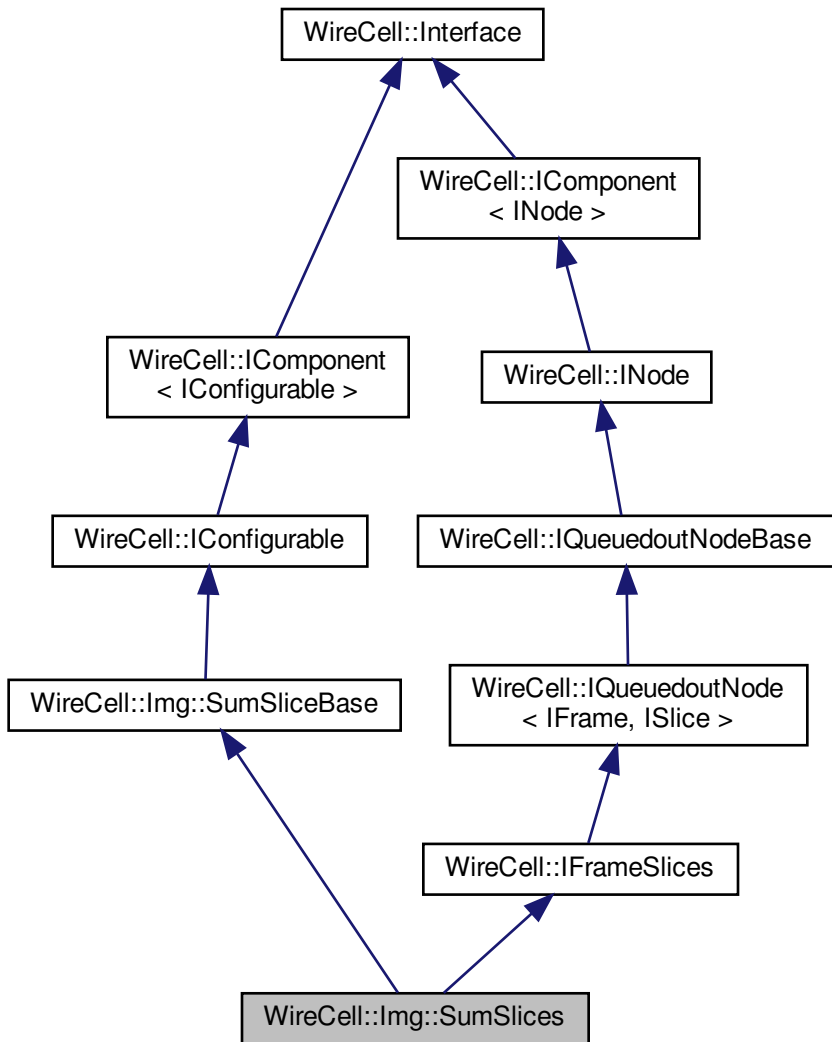 WireCell::Interface
WireCell::IComponent
< INode >
WireCell::IComponent
< IConfigurable >
WireCell::INode
WireCell::IConfigurable
WireCell::IQueuedoutNodeBase
WireCell::Img::SumSliceBase
WireCell::IQueuedoutNode
< IFrame, ISlice >
WireCell::IFrameSlices
WireCell::Img::SumSlices